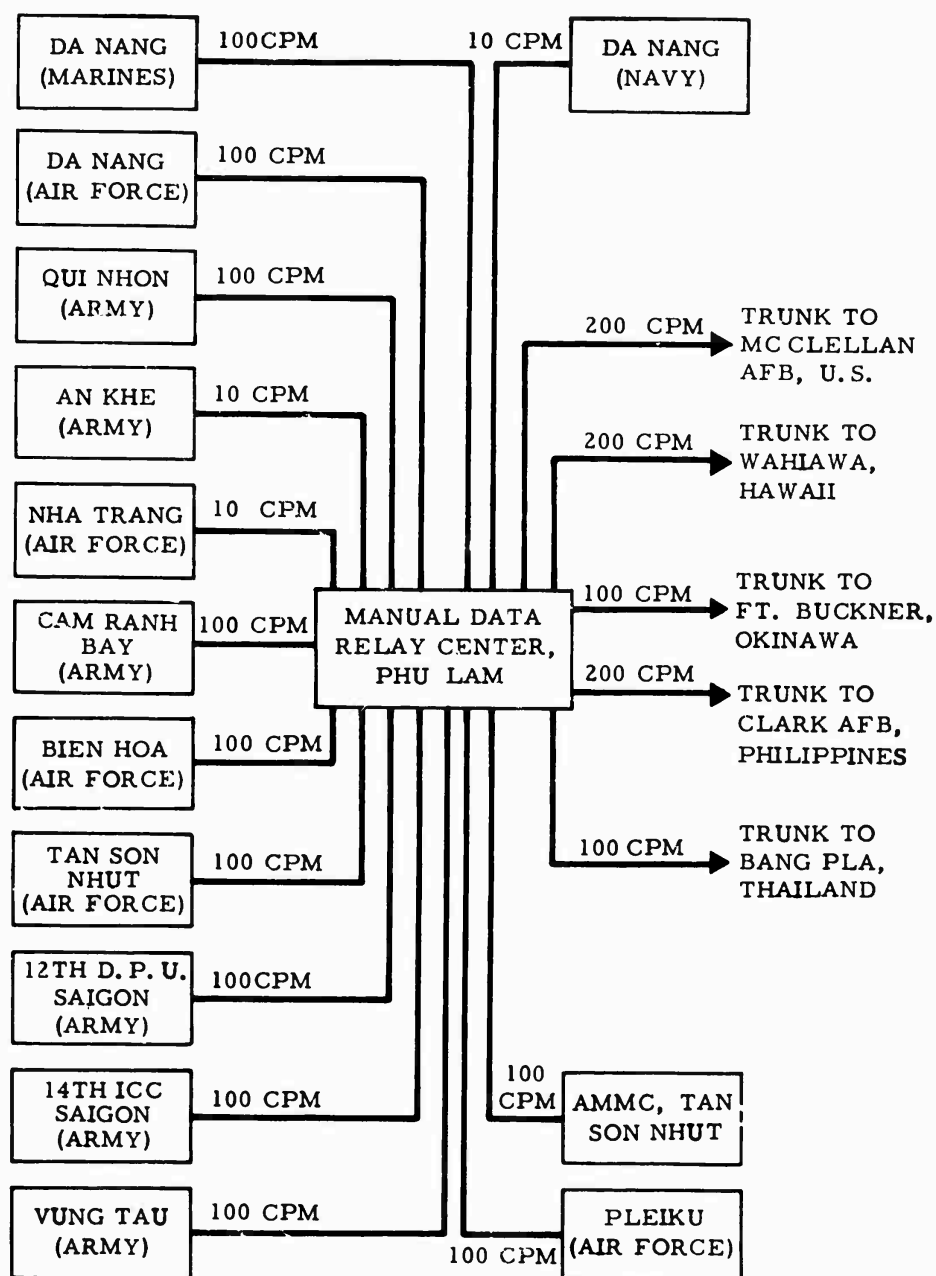 DA NANG
(MARINES)
100CPM
10 CPM
DA NANG
(NAVY)
DA NANG
(AIR FORCE)
100 CPM
QUI NHON
(ARMY)
100 CPM
200 CPM
TRUNK TO
MC CLELLAN
AFB, U.S.
AN KHE
(ARMY)
10 CPM
200 CPM
TRUNK TO
WAHIAWA,
HAWAII
NHA TRANG
(AIR FORCE)
10 CPM
CAM RANH
BAY
(ARMY)
100 CPM
MANUAL DATA
RELAY CENTER,
PHU LAM
100 CPM
TRUNK TO
FT. BUCKNER,
OKINAWA
200 CPM
TRUNK TO
CLARK AFB,
PHILIPPINES
BIEN HOA
(AIR FORCE)
100 CPM
TAN SON
NHUT
(AIR FORCE)
100 CPM
100 CPM
TRUNK TO
BANG PLA,
THAILAND
12TH D. P. U.
SAIGON
(ARMY)
100CPM
14TH ICC
SAIGON
(ARMY)
100 CPM
100
CPM
AMMC, TAN
SON NHUT
VUNG TAU
(ARMY)
100 CPM
100 CPM
PLEIKU
(AIR FORCE)